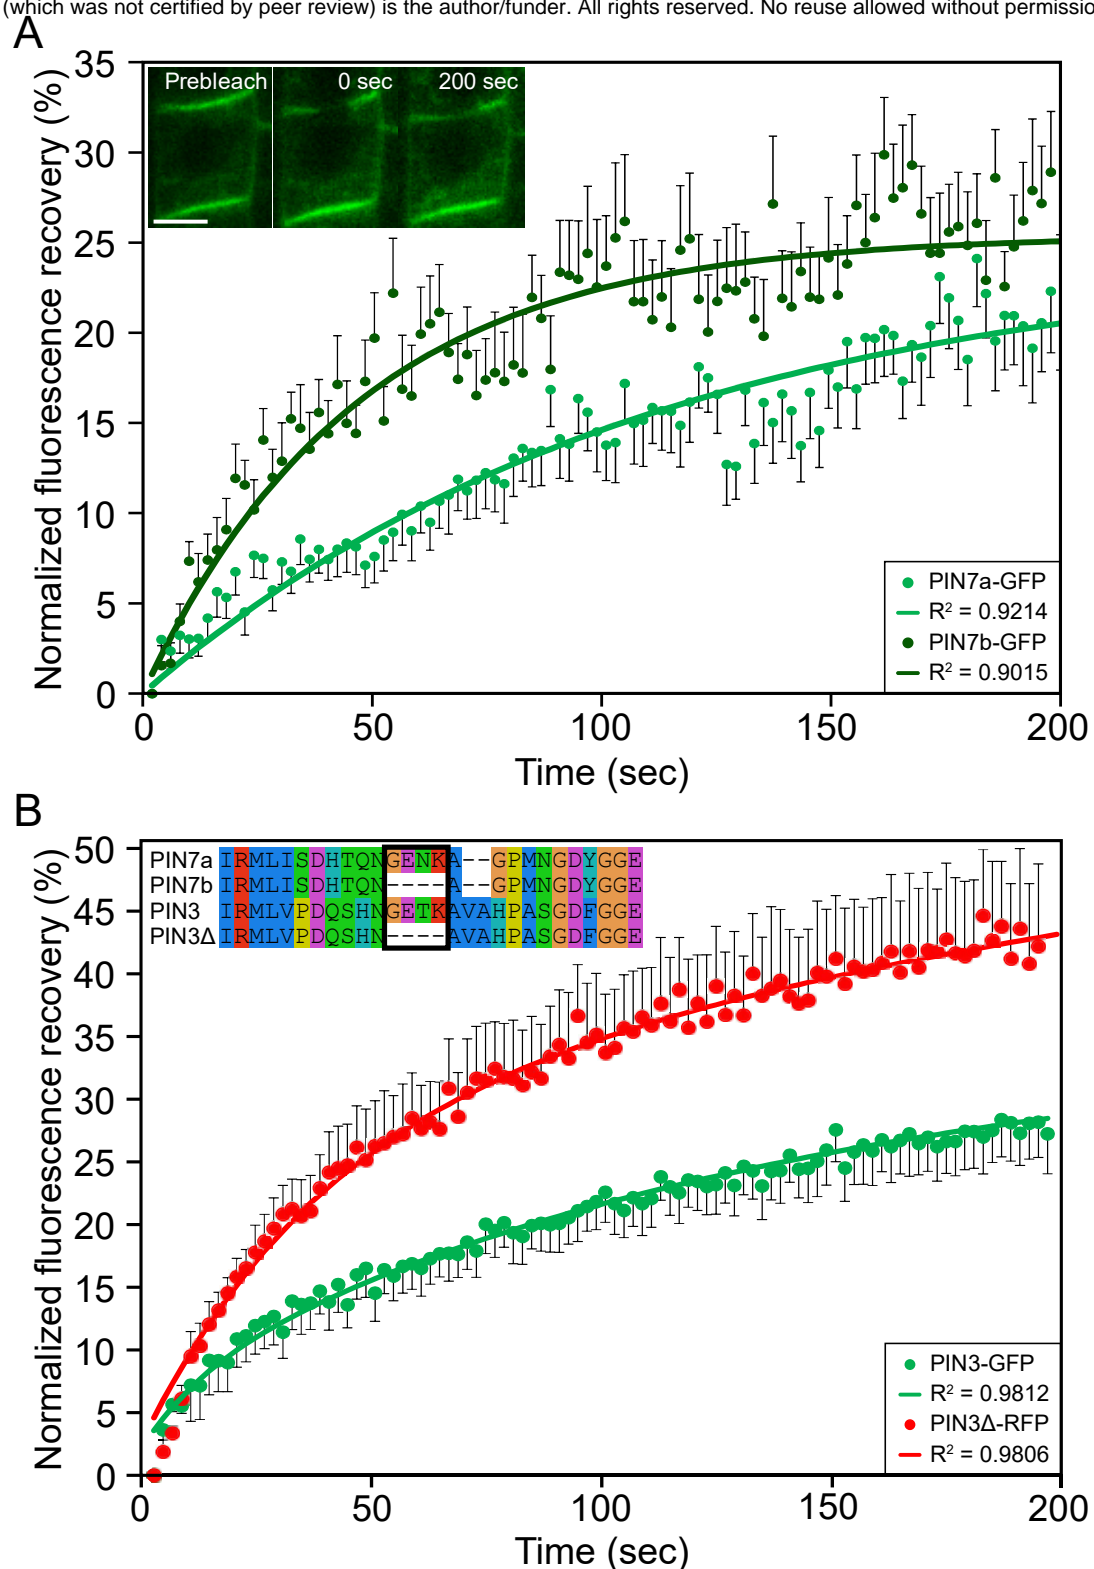 (which was not certified by peer review) is the author/funder. All rights reserved. No reuse allowed without permissio
A
Normalized fluorescence recovery (%)
35
30
25
20
15
10
5
0
Prebleach
0 sec
200 sec
PIN7a-GFP
R² = 0.9214
PIN7b-GFP
R² = 0.9015
0
50
100
150
200
Time (sec)
B
Normalized fluorescence recovery (%)
50
45
40
35
30
25
20
15
10
5
0
PIN7a IRMLISDHTQNGENKA--GPMNGDYGGE
PIN7b IRMLISDHTQN----A--GPMNGDYGGE
PIN3 IRMLVPDQSHNGETKAVAHPASGDFGGE
PIN3Δ IRMLVPDQSHN----AVAHPASGDFGGE
PIN3-GFP
R² = 0.9812
PIN3Δ-RFP
R² = 0.9806
0
50
100
150
200
Time (sec)